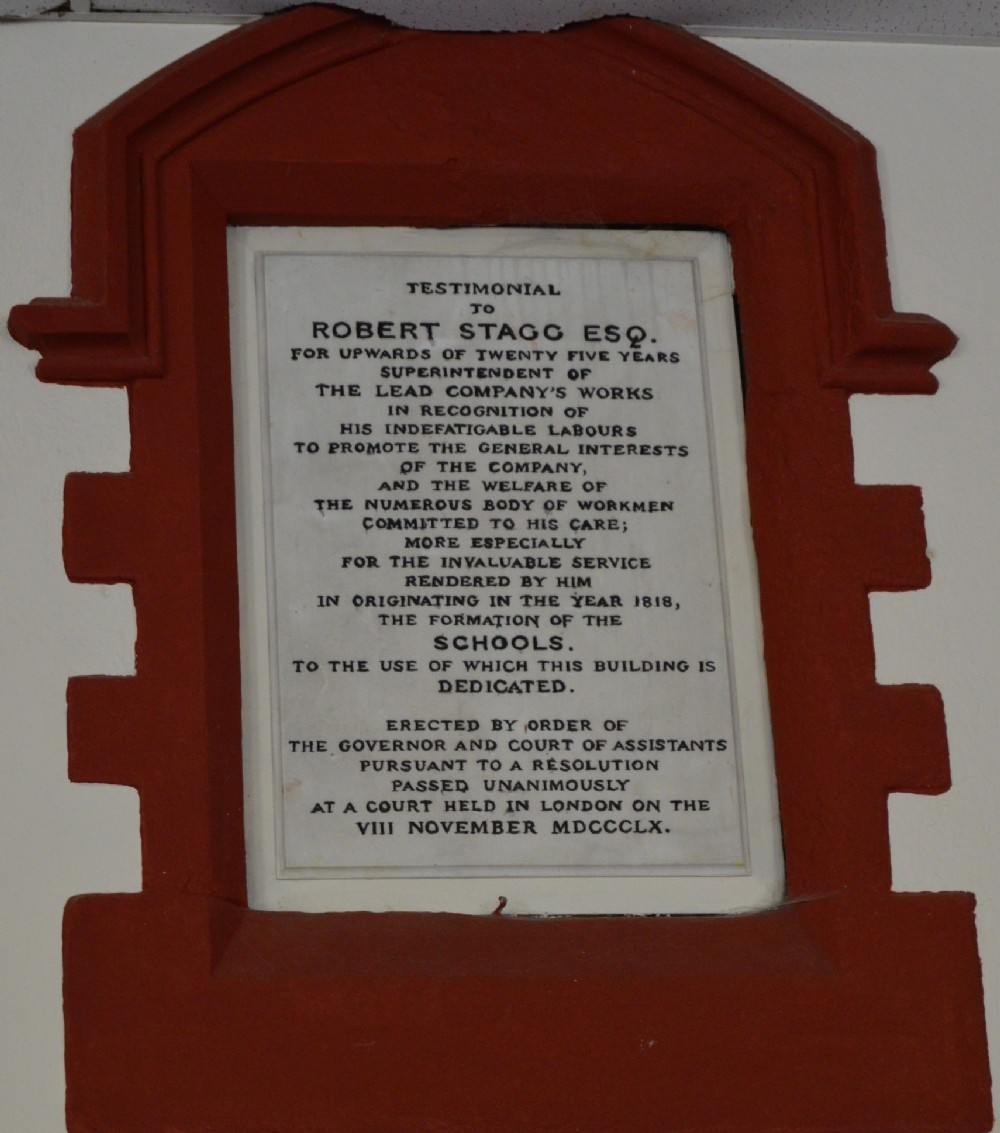 TESTIMONIAL
TO
ROBERT STAGG ESQ.
FOR UPWARDS OF TWENTY FIVE YEARS
SUPERINTENDENT OF
THE LEAD COMPANY'S WORKS
IN RECOGNITION OF
HIS INDEFATIGABLE LABOURS
TO PROMOTE THE GENERAL INTERESTS
OF THE COMPANY,
AND THE WELFARE OF
THE NUMEROUS BODY OF WORKMEN
COMMITTED TO HIS CARE;
MORE ESPECIALLY
FOR THE INVALUABLE SERVICE
RENDERED BY HIM
IN ORIGINATING IN THE YEAR 1818,
THE FORMATION OF THE
SCHOOLS.
TO THE USE OF WHICH THIS BUILDING IS
DEDICATED.
ERECTED BY ORDER OF
THE GOVERNOR AND COURT OF ASSISTANTS
PURSUANT TO A RESOLUTION
PASSED UNANIMOUSLY
AT A COURT HELD IN LONDON ON THE
VIII NOVEMBER MDCCCLX.